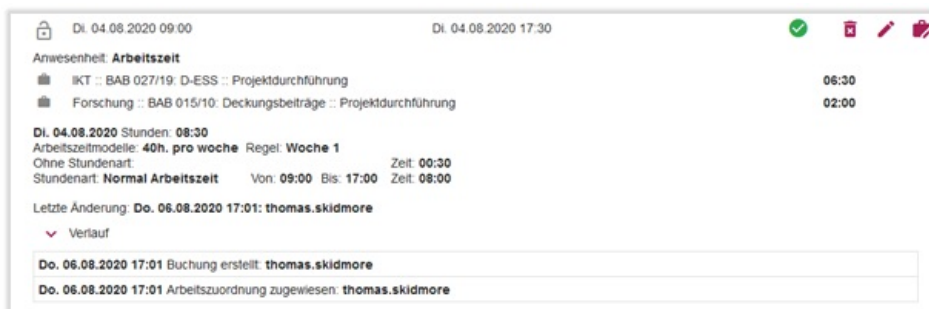 Di. 04.08.2020 09:00 Di. 04.08.2020 17:30
Anwesenheit: Arbeitszeit
IKT :: BAB 027/19: D-ESS :: Projektdurchführung 06:30
Forschung :: BAB 015/10: Deckungsbeiträge :: Projektdurchführung 02:00
Di. 04.08.2020 Stunden: 08:30
Arbeitszeitmodelle: 40h. pro woche Regel: Woche 1
Ohne Stundenart: Zeit: 00:30
Stundenart: Normal Arbeitszeit Von: 09:00 Bis: 17:00 Zeit: 08:00
Letzte Änderung: Do. 06.08.2020 17:01: thomas.skidmore
Verlauf
Do. 06.08.2020 17:01 Buchung erstellt: thomas.skidmore
Do. 06.08.2020 17:01 Arbeitszuordnung zugewiesen: thomas.skidmore